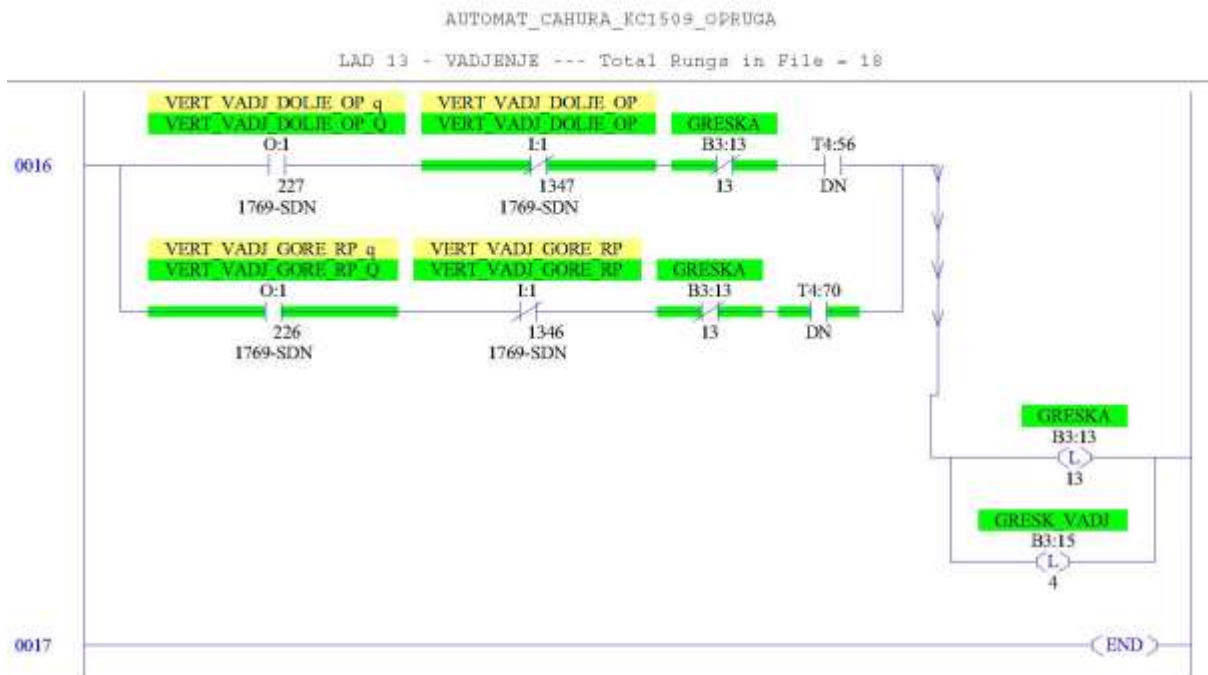 AUTOMAT_CAHURA_KC1509_OPRUGA
LAD 13 - VADJENJE --- Total Rungs in File = 18
VERT_VADJ_DOLJE_OP_q VERT_VADJ_DOLJE_OP
VERT_VADJ_DOLJE_OP_Q VERT_VADJ_DOLJE_OP GRESKA
O:1 I:1 B3:13 T4:56
0016
227 1347 13 DN
1769-SDN 1769-SDN
VERT_VADJ_GORE_RP_q VERT_VADJ_GORE_RP
VERT_VADJ_GORE_RP_Q VERT_VADJ_GORE_RP GRESKA
O:1 I:1 B3:13 T4:70
226 1346 13 DN
1769-SDN 1769-SDN
GRESKA
B3:13
L
13
GRESK_VADJ
B3:15
L
4
0017 END